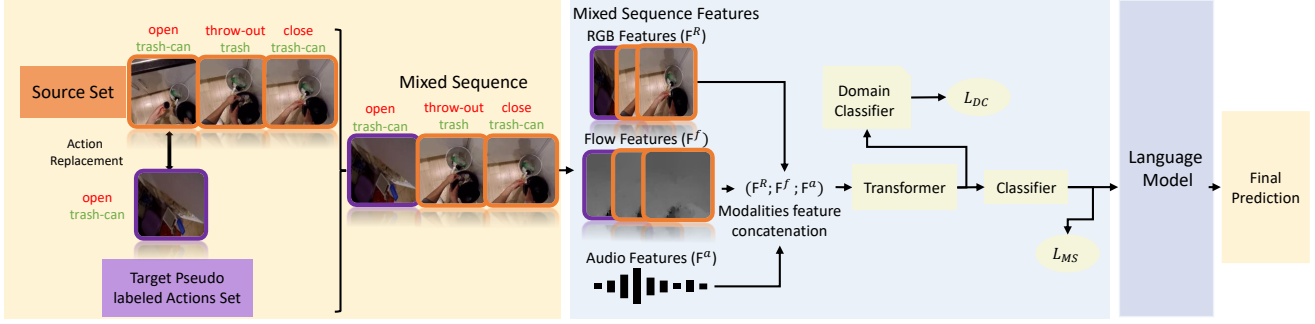 open throw-out close
trash-can trash trash-can
Source Set
Action
Replacement
open
trash-can
Target Pseudo
labeled Actions Set
Mixed Sequence
open throw-out close
trash-can trash trash-can
Mixed Sequence Features
RGB Features (F^R)
Flow Features (F^f)
Audio Features (F^a)
(F^R; F^f ; F^a)
Modalities feature
concatenation
Domain
Classifier
L_DC
Transformer
Classifier
L_MS
Language
Model
Final
Prediction